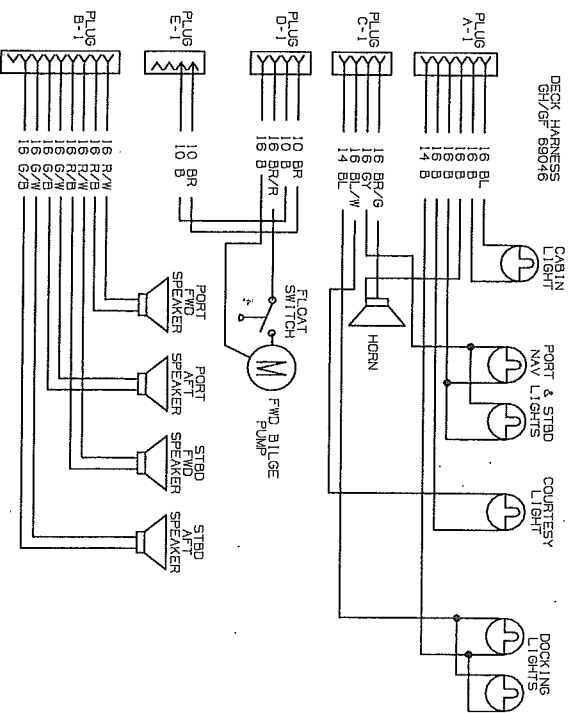 DECK HARNESS
GH/GF 69046
PLUG
A-1
16 BL
16 B
16 B
16 B
16 B
14 B
CABIN
LIGHT
PORT & STBD
NAV LIGHTS
COURTESY
LIGHT
DOCKING
LIGHTS
PLUG
C-1
16 BR/G
16 GY
16 BL/W
14 BL
HORN
PLUG
D-1
10 BR
10 B
16 BR/R
16 B
FLOAT
SWITCH
M
FWD BILGE
PUMP
PLUG
E-1
10 BR
10 B
PLUG
B-1
16 R/W
16 R/B
16 R/W
16 R/B
16 G/W
16 G/B
16 G/W
16 G/B
PORT
FWD
SPEAKER
PORT
AFT
SPEAKER
STBD
FWD
SPEAKER
STBD
AFT
SPEAKER